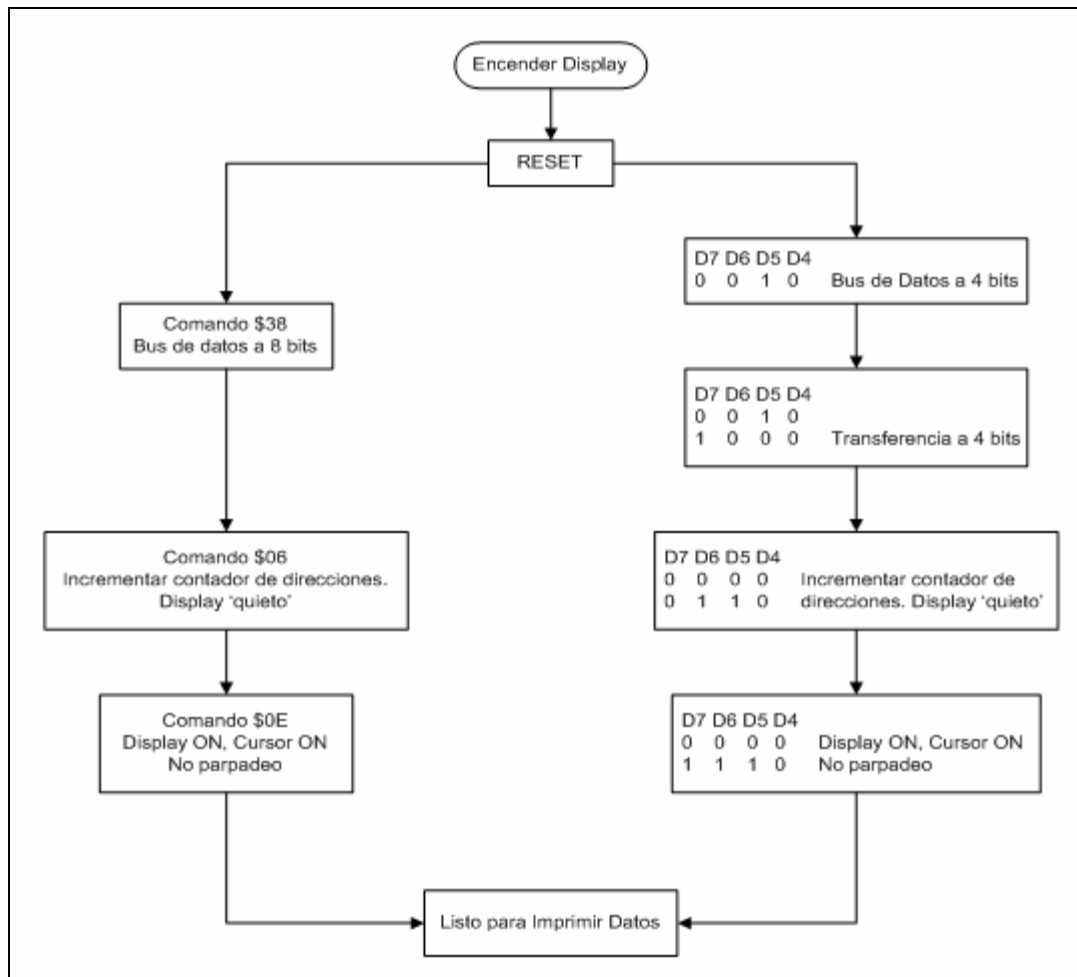 Encender Display
RESET
Comando $38
Bus de datos a 8 bits
Comando $06
Incrementar contador de direcciones.
Display ‘quieto’
Comando $0E
Display ON, Cursor ON
No parpadeo
D7 D6 D5 D4
0 0 1 0 Bus de Datos a 4 bits
D7 D6 D5 D4
0 0 1 0
1 0 0 0 Transferencia a 4 bits
D7 D6 D5 D4
0 0 0 0 Incrementar contador de
0 1 1 0 direcciones. Display ‘quieto’
D7 D6 D5 D4
0 0 0 0 Display ON, Cursor ON
1 1 1 0 No parpadeo
Listo para Imprimir Datos